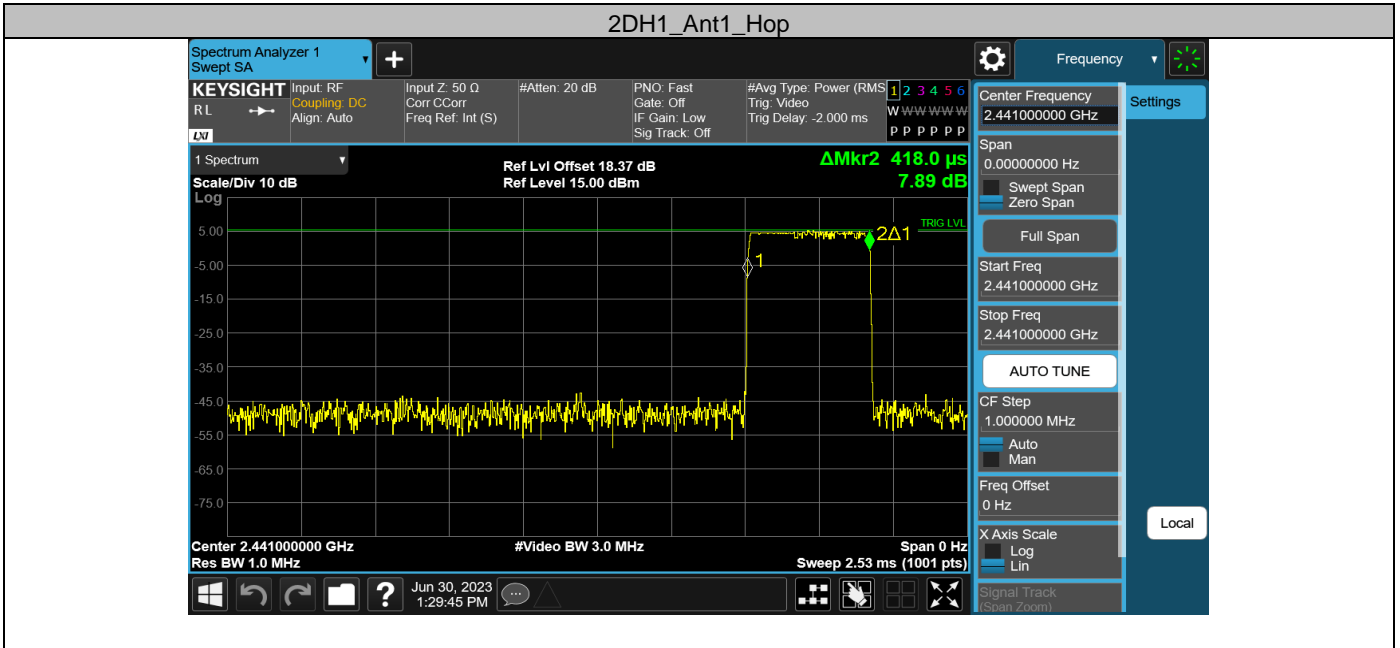 2DH1_Ant1_Hop
Spectrum Analyzer 1
Swept SA
Frequency
KEYSIGHT
R L
LXI
Input: RF
Coupling: DC
Align: Auto
Input Z: 50 Ω
Corr CCorr
Freq Ref: Int (S)
#Atten: 20 dB
PNO: Fast
Gate: Off
IF Gain: Low
Sig Track: Off
#Avg Type: Power (RMS
Trig: Video
Trig Delay: -2.000 ms
1 2 3 4 5 6
W W W W W W
P P P P P P
1 Spectrum
Scale/Div 10 dB
Ref Lvl Offset 18.37 dB
Ref Level 15.00 dBm
ΔMkr2 418.0 µs
7.89 dB
Log
5.00
-5.00
-15.0
-25.0
-35.0
-45.0
-55.0
-65.0
-75.0
TRIG LVL
2Δ1
1
Center 2.441000000 GHz
Res BW 1.0 MHz
#Video BW 3.0 MHz
Span 0 Hz
Sweep 2.53 ms (1001 pts)
Center Frequency
2.441000000 GHz
Settings
Span
0.00000000 Hz
Swept Span
Zero Span
Full Span
Start Freq
2.441000000 GHz
Stop Freq
2.441000000 GHz
AUTO TUNE
CF Step
1.000000 MHz
Auto
Man
Freq Offset
0 Hz
X Axis Scale
Log
Lin
Signal Track
(Span Zoom)
Local
?
Jun 30, 2023
1:29:45 PM